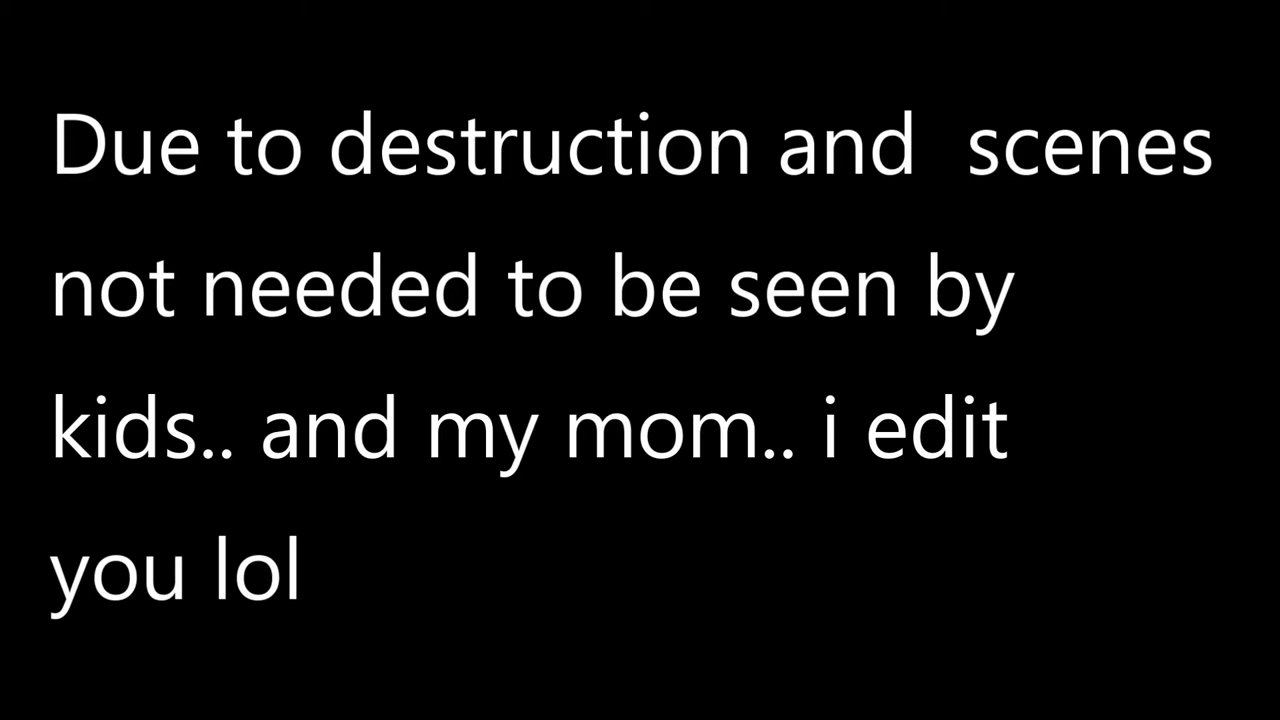 Due to destruction and  scenes
not needed to be seen by
kids.. and my mom.. i edit
you lol